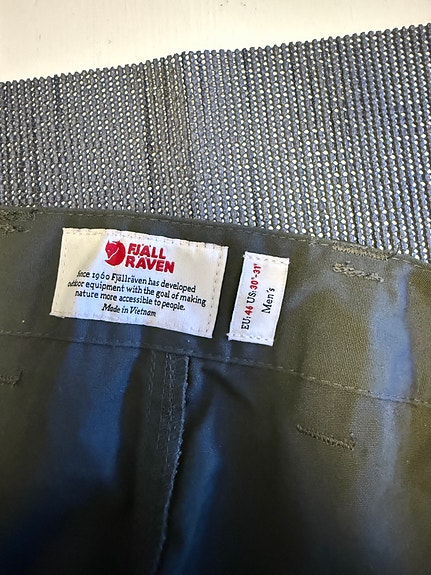 FJÄLL
RÄVEN
Since 1960 Fjällräven has developed
outdoor equipment with the goal of making
nature more accessible to people.
Made in Vietnam
EU: 46 US: 30"-31"
Men's